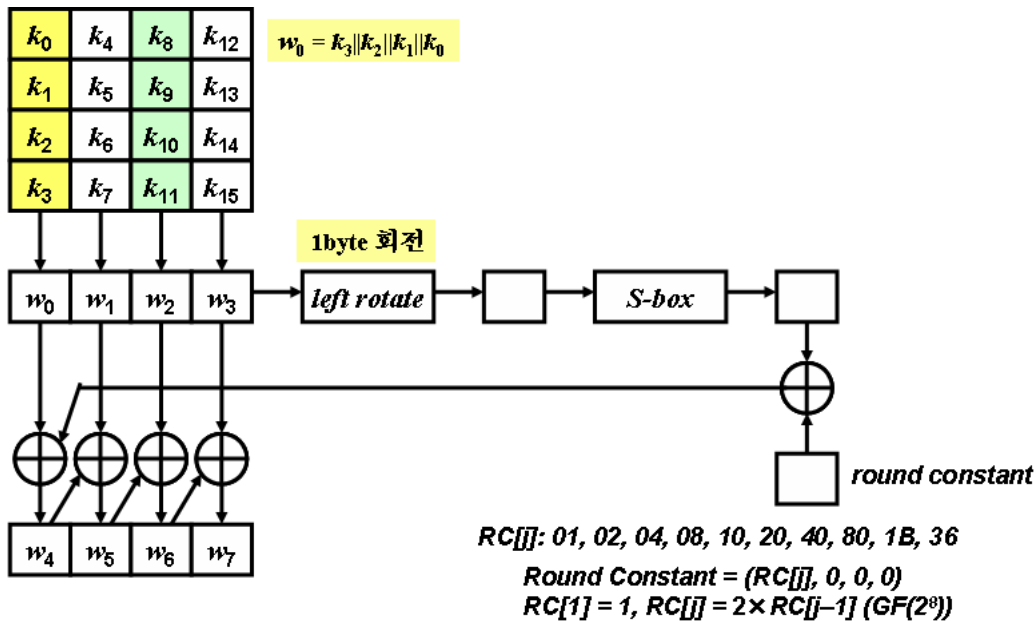 k₀ k₄ k₈ k₁₂
k₁ k₅ k₉ k₁₃
k₂ k₆ k₁₀ k₁₄
k₃ k₇ k₁₁ k₁₅
w₀ = k₃||k₂||k₁||k₀
1byte 회전
w₀ w₁ w₂ w₃
left rotate
S-box
round constant
w₄ w₅ w₆ w₇
RC[j]: 01, 02, 04, 08, 10, 20, 40, 80, 1B, 36
Round Constant = (RC[j], 0, 0, 0)
RC[1] = 1, RC[j] = 2×RC[j–1] (GF(2⁸))